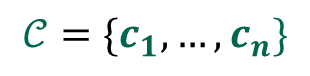 𝒞 = {c₁, …, cₙ}